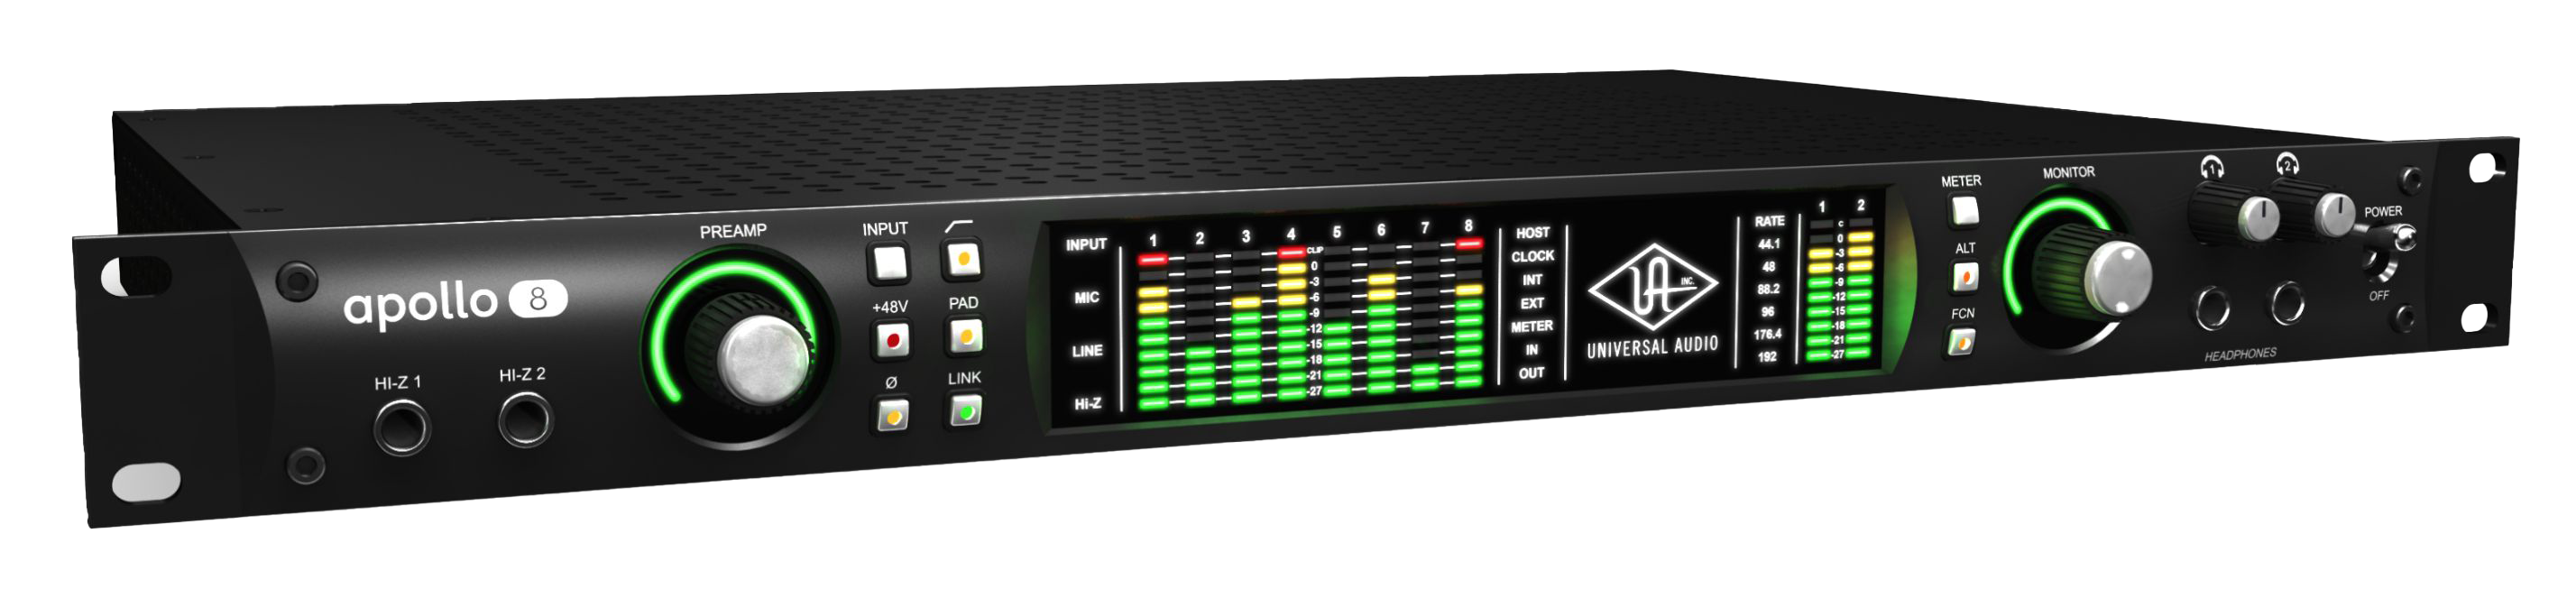 apollo 8
HI-Z 1
HI-Z 2
PREAMP
INPUT
+48V
PAD
Ø
LINK
INPUT
MIC
LINE
Hi-Z
1 2 3 4 5 6 7 8
CLIP
0
-3
-6
-9
-12
-15
-18
-21
-27
HOST
CLOCK
INT
EXT
METER
IN
OUT
UA INC.
UNIVERSAL AUDIO
RATE
44.1
48
88.2
96
176.4
192
1 2
C
0
-3
-6
-9
-12
-15
-18
-21
-27
METER
ALT
FCN
MONITOR
1
2
HEADPHONES
POWER
OFF